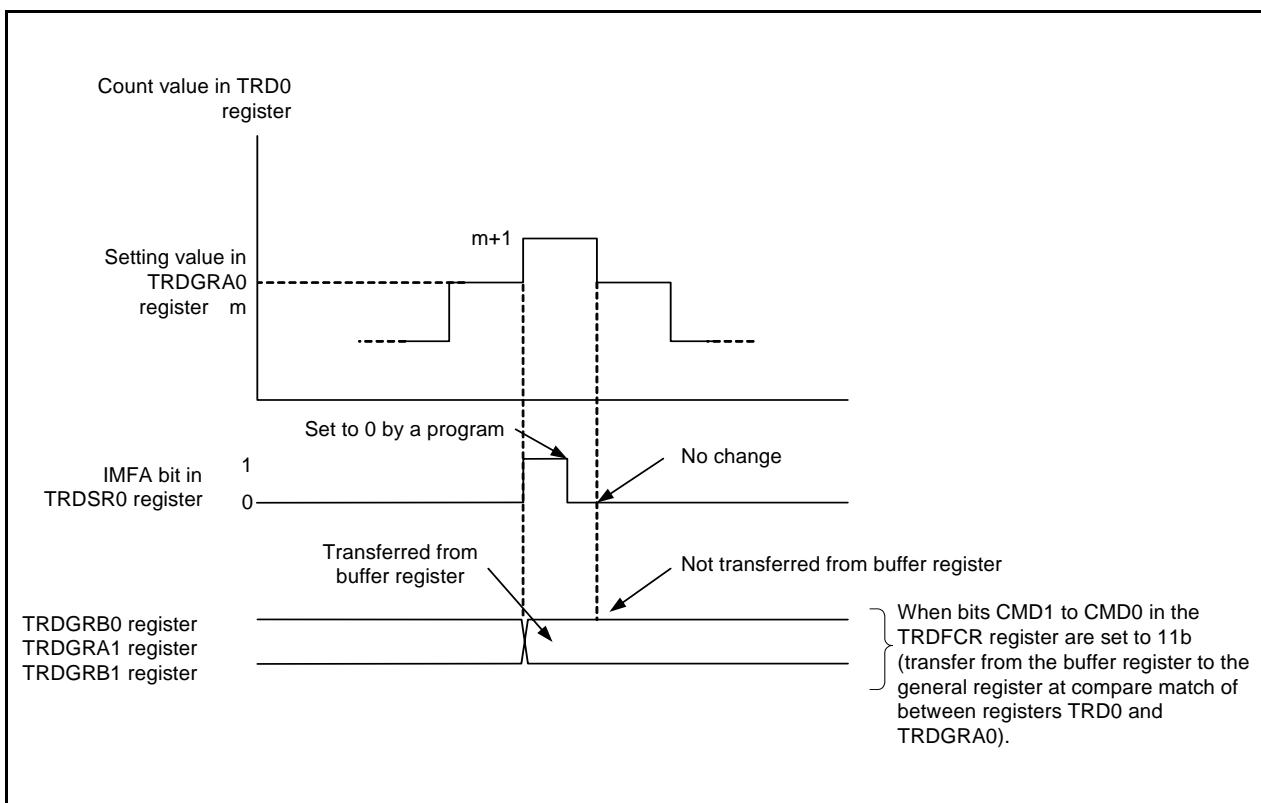 Count value in TRD0
register
m+1
Setting value in
TRDGRA0
register m
Set to 0 by a program
No change
IMFA bit in
TRDSR0 register
1
0
Transferred from
buffer register
Not transferred from buffer register
TRDGRB0 register
TRDGRA1 register
TRDGRB1 register
When bits CMD1 to CMD0 in the
TRDFCR register are set to 11b
(transfer from the buffer register to the
general register at compare match of
between registers TRD0 and
TRDGRA0).